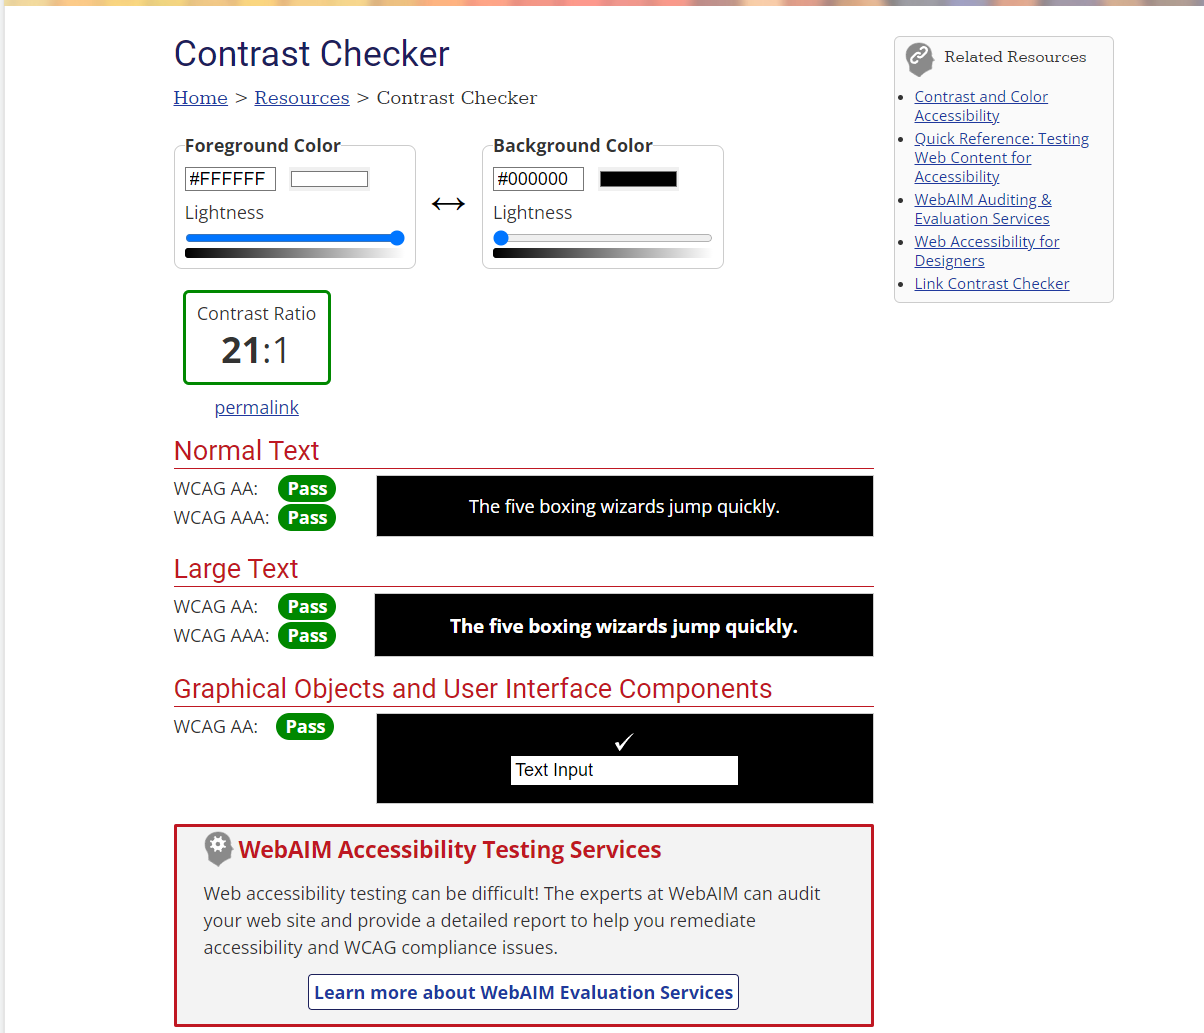 Contrast Checker
Home > Resources > Contrast Checker
Foreground Color
#FFFFFF
Lightness
Background Color
#000000
Lightness
Contrast Ratio
21:1
permalink
Normal Text
WCAG AA: Pass
WCAG AAA: Pass
The five boxing wizards jump quickly.
Large Text
WCAG AA: Pass
WCAG AAA: Pass
The five boxing wizards jump quickly.
Graphical Objects and User Interface Components
WCAG AA: Pass
✓
Text Input
WebAIM Accessibility Testing Services
Web accessibility testing can be difficult! The experts at WebAIM can audit
your web site and provide a detailed report to help you remediate
accessibility and WCAG compliance issues.
Learn more about WebAIM Evaluation Services
Related Resources
Contrast and Color
Accessibility
Quick Reference: Testing
Web Content for
Accessibility
WebAIM Auditing &
Evaluation Services
Web Accessibility for
Designers
Link Contrast Checker